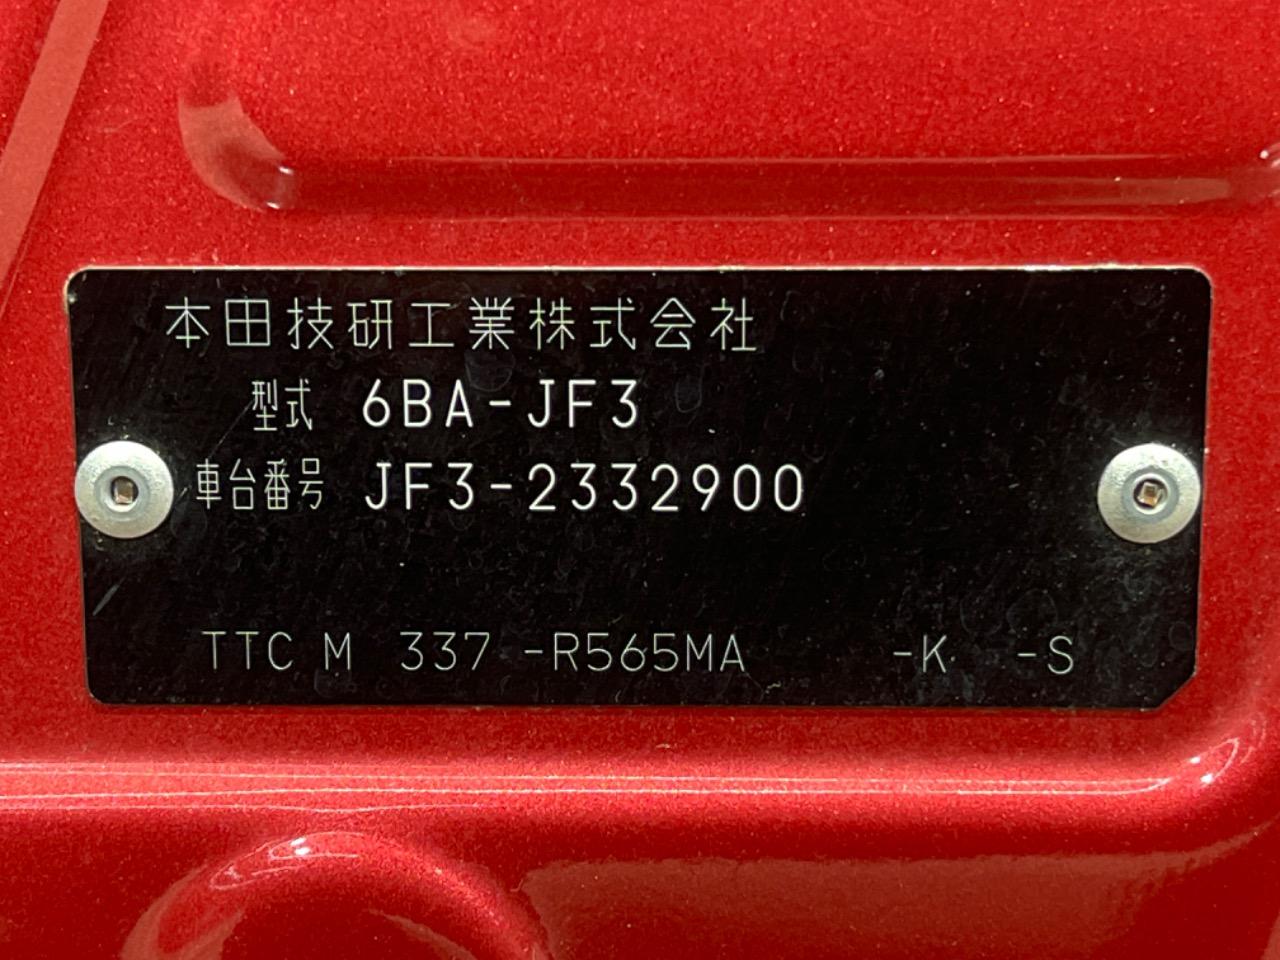 本田技研工業株式会社
型式 6BA-JF3
車台番号 JF3-2332900
TTC M 337 -R565MA -K -S